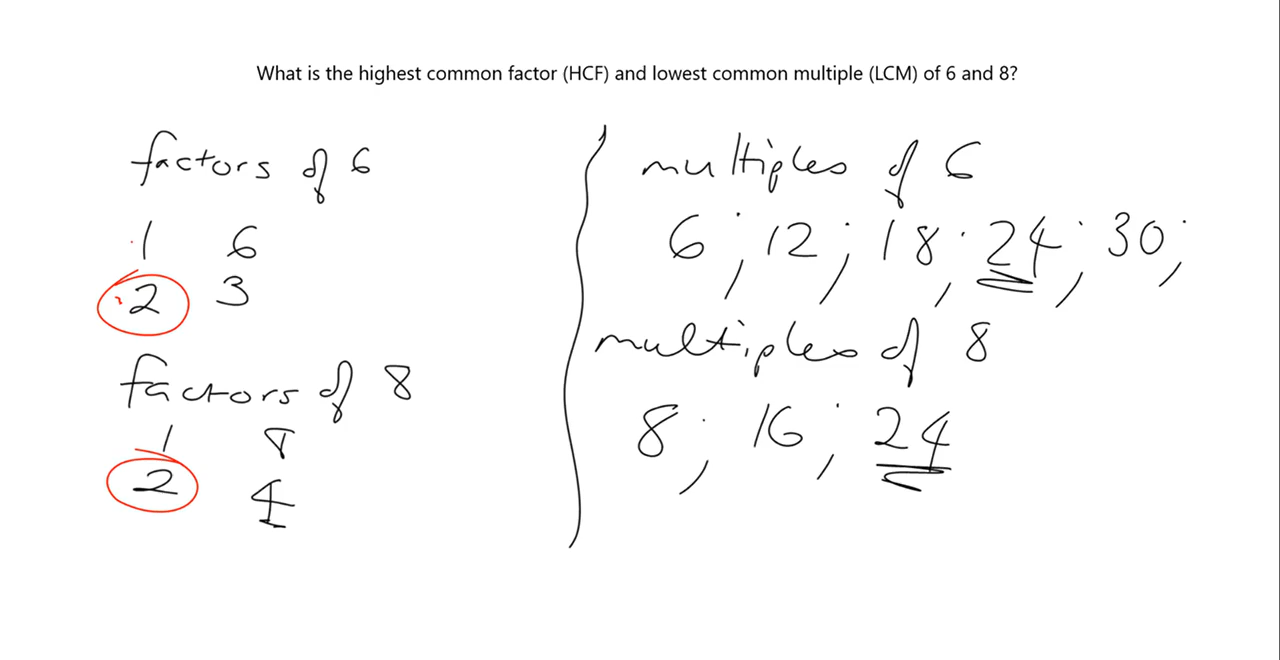 What is the highest common factor (HCF) and lowest common multiple (LCM) of 6 and 8?
factors of 6
1 6
2 3
factors of 8
1 8
2 4
multiples of 6
6; 12; 18; 24; 30;
multiples of 8
8; 16; 24